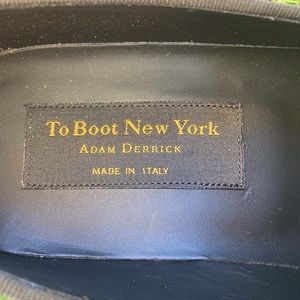 To Boot New York
ADAM DERRICK
MADE IN ITALY